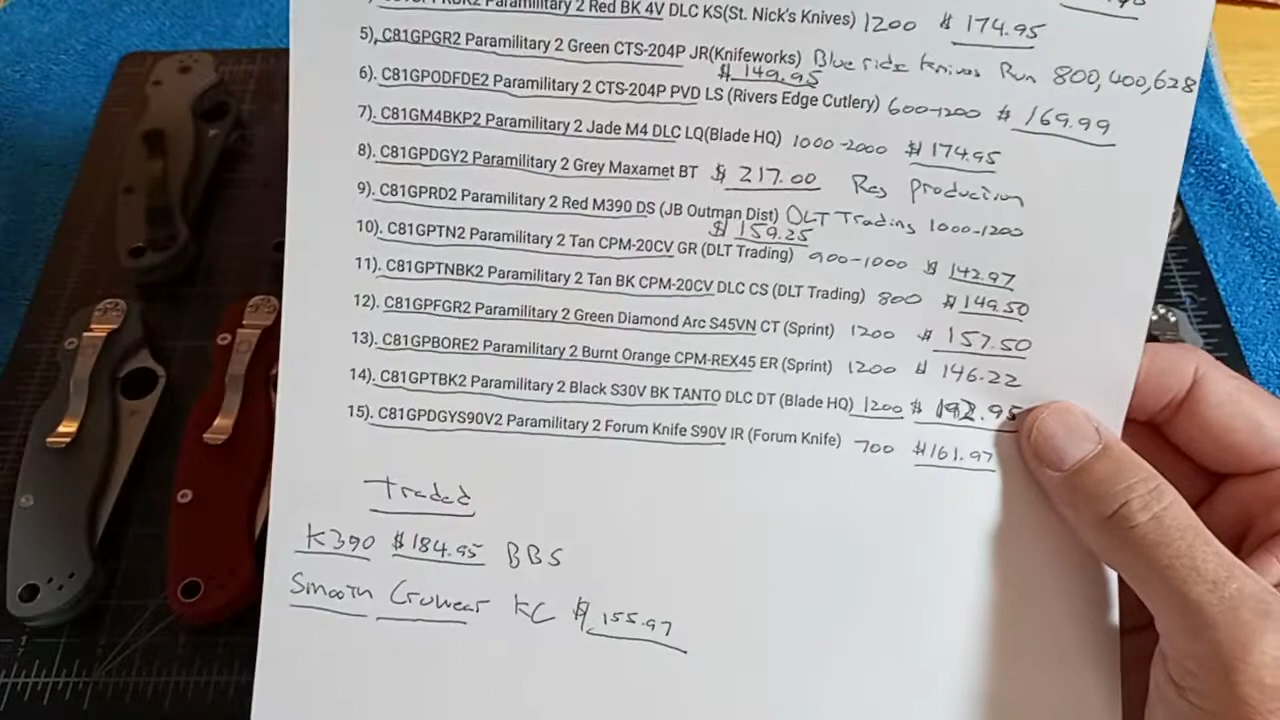 Paramilitary 2 Red BK 4V DLC KS(St. Nick's Knives) 1200 $ 174.95
5). C81GPGR2 Paramilitary 2 Green CTS-204P JR(Knifeworks) Blue ridge knives Run 800,400,628
$ 149.95
6). C81GPODFDE2 Paramilitary 2 CTS-204P PVD LS (Rivers Edge Cutlery) 600-1200 $ 169.99
7). C81GM4BKP2 Paramilitary 2 Jade M4 DLC LQ(Blade HQ) 1000-2000 $ 174.95
8). C81GPDGY2 Paramilitary 2 Grey Maxamet BT $ 217.00 Reg production
9). C81GPRD2 Paramilitary 2 Red M390 DS (JB Outman Dist) DLT Trading 1000-1200
$ 159.25
10). C81GPTN2 Paramilitary 2 Tan CPM-20CV GR (DLT Trading) 900-1000 $ 142.97
11). C81GPTNBK2 Paramilitary 2 Tan BK CPM-20CV DLC CS (DLT Trading) 800 $ 149.50
12). C81GPFGR2 Paramilitary 2 Green Diamond Arc S45VN CT (Sprint) 1200 $ 157.50
13). C81GPBORE2 Paramilitary 2 Burnt Orange CPM-REX45 ER (Sprint) 1200 $ 146.22
14). C81GPTBK2 Paramilitary 2 Black S30V BK TANTO DLC DT (Blade HQ) 1200 $ 192.95
15). C81GPDGYS90V2 Paramilitary 2 Forum Knife S90V IR (Forum Knife) 700 $161.97
Traded
K390 $184.95 BBS
Smooth Cruwear KC $ 155.97